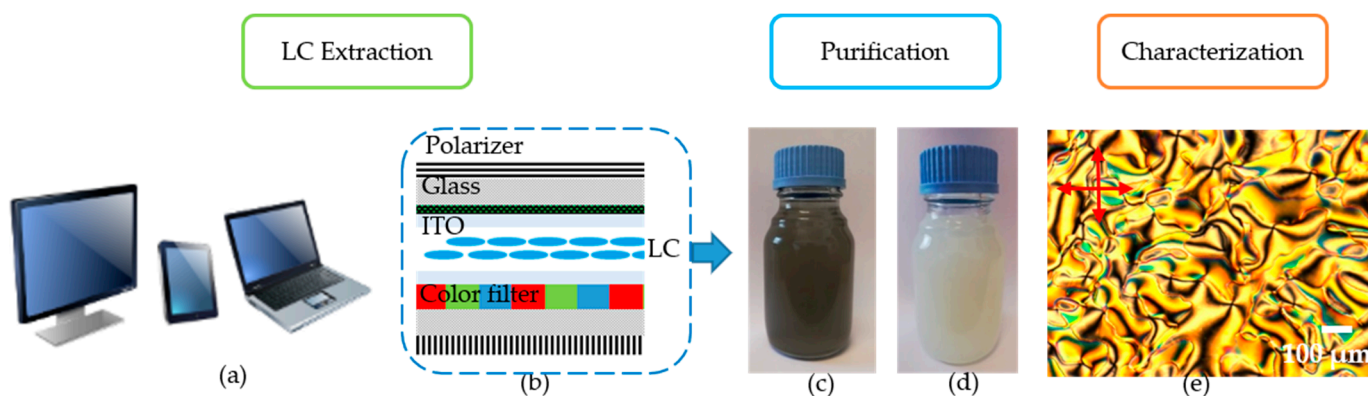 LC Extraction
Purification
Characterization
Polarizer
Glass
ITO
LC
Color filter
100 μm
(a)
(b)
(c)
(d)
(e)